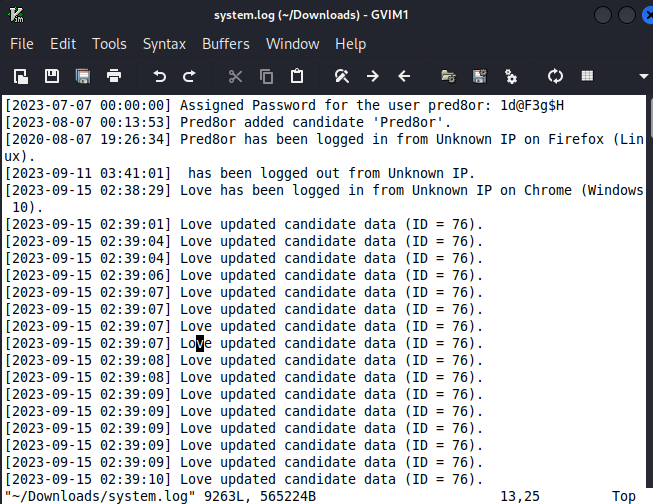 system.log (~/Downloads) - GVIM1
File Edit Tools Syntax Buffers Window Help
[2023-07-07 00:00:00] Assigned Password for the user pred8or: 1d@F3g$H
[2023-08-07 00:13:53] Pred8or added candidate 'Pred8or'.
[2020-08-07 19:26:34] Pred8or has been logged in from Unknown IP on Firefox (Lin
ux).
[2023-09-11 03:41:01]  has been logged out from Unknown IP.
[2023-09-15 02:38:29] Love has been logged in from Unknown IP on Chrome (Windows
 10).
[2023-09-15 02:39:01] Love updated candidate data (ID = 76).
[2023-09-15 02:39:04] Love updated candidate data (ID = 76).
[2023-09-15 02:39:04] Love updated candidate data (ID = 76).
[2023-09-15 02:39:06] Love updated candidate data (ID = 76).
[2023-09-15 02:39:07] Love updated candidate data (ID = 76).
[2023-09-15 02:39:07] Love updated candidate data (ID = 76).
[2023-09-15 02:39:07] Love updated candidate data (ID = 76).
[2023-09-15 02:39:07] Love updated candidate data (ID = 76).
[2023-09-15 02:39:08] Love updated candidate data (ID = 76).
[2023-09-15 02:39:08] Love updated candidate data (ID = 76).
[2023-09-15 02:39:09] Love updated candidate data (ID = 76).
[2023-09-15 02:39:09] Love updated candidate data (ID = 76).
[2023-09-15 02:39:09] Love updated candidate data (ID = 76).
[2023-09-15 02:39:09] Love updated candidate data (ID = 76).
[2023-09-15 02:39:09] Love updated candidate data (ID = 76).
[2023-09-15 02:39:10] Love updated candidate data (ID = 76).
"~/Downloads/system.log" 9263L, 565224B 13,25 Top